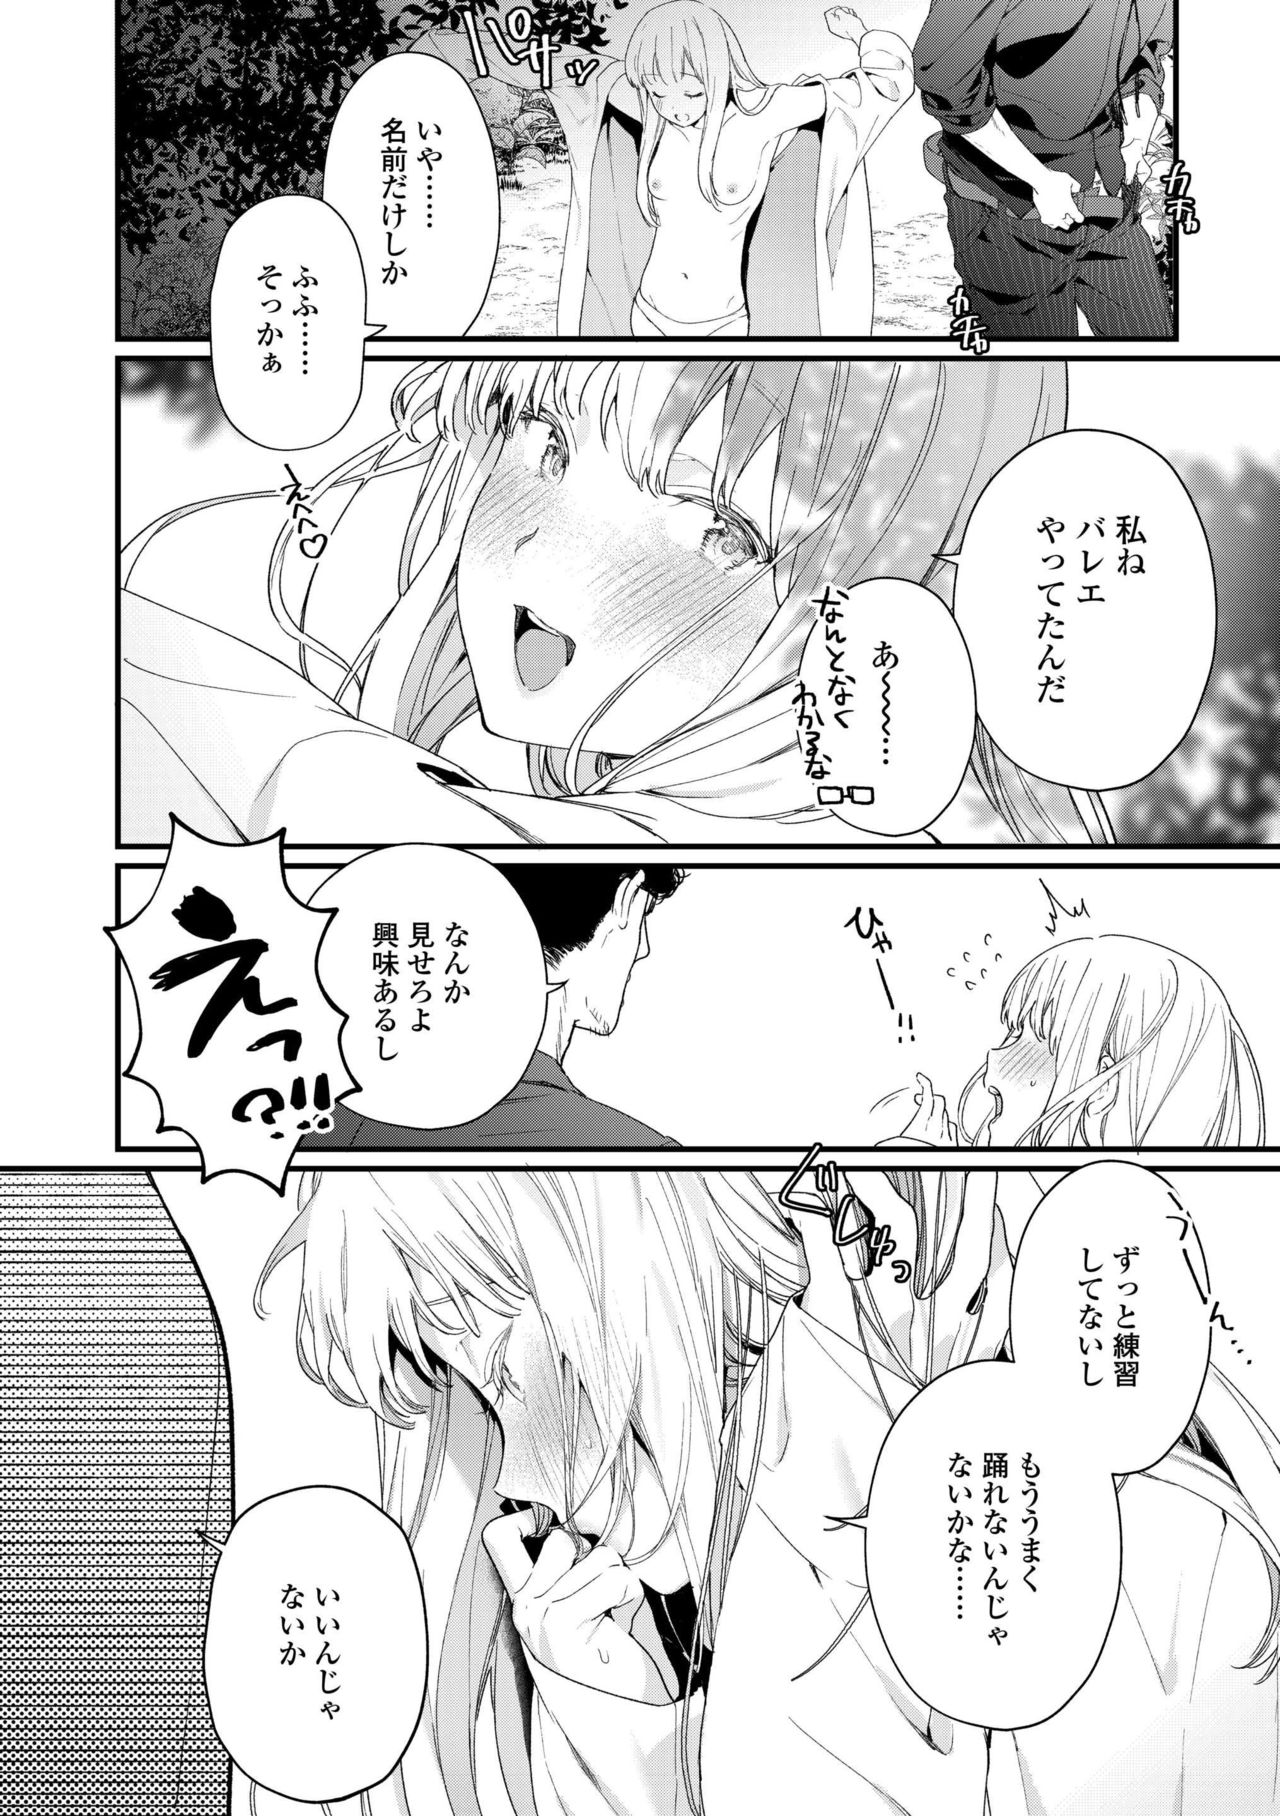 パサッ
カチャ
カチャ
いや……
名前だけしか
ふふ……
そっかぁ
私ね
バレエ
やってたんだ
あ〜〜〜…
なんとなく
わかるな
えへへ♡
ひゃー!!
なんか
見せろよ
興味あるし
えっ?!!
うーーん…
ずっと練習
してないし
もううまく
踊れないんじゃ
ないかな……
いいんじゃ
ないか